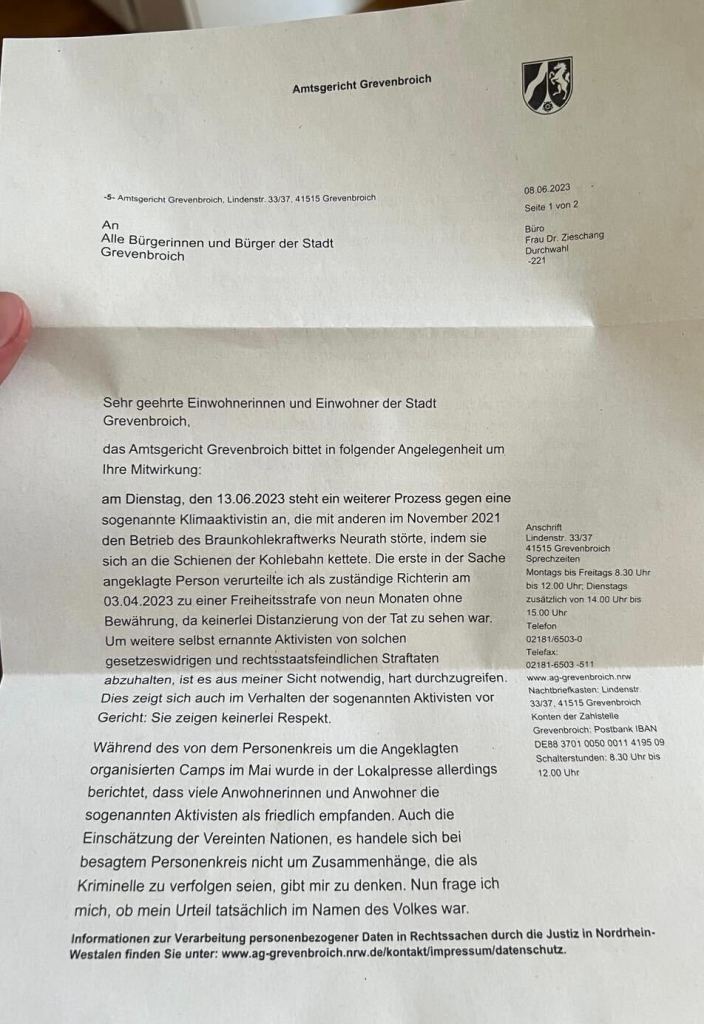 Amtsgericht Grevenbroich
-5- Amtsgericht Grevenbroich, Lindenstr. 33/37, 41515 Grevenbroich
An
Alle Bürgerinnen und Bürger der Stadt
Grevenbroich
08.06.2023
Seite 1 von 2
Büro
Frau Dr. Zieschang
Durchwahl
-221
Sehr geehrte Einwohnerinnen und Einwohner der Stadt
Grevenbroich,
das Amtsgericht Grevenbroich bittet in folgender Angelegenheit um
Ihre Mitwirkung:
am Dienstag, den 13.06.2023 steht ein weiterer Prozess gegen eine
sogenannte Klimaaktivistin an, die mit anderen im November 2021
den Betrieb des Braunkohlekraftwerks Neurath störte, indem sie
sich an die Schienen der Kohlebahn kettete. Die erste in der Sache
angeklagte Person verurteilte ich als zuständige Richterin am
03.04.2023 zu einer Freiheitsstrafe von neun Monaten ohne
Bewährung, da keinerlei Distanzierung von der Tat zu sehen war.
Um weitere selbst ernannte Aktivisten von solchen
gesetzeswidrigen und rechtsstaatsfeindlichen Straftaten
abzuhalten, ist es aus meiner Sicht notwendig, hart durchzugreifen.
Dies zeigt sich auch im Verhalten der sogenannten Aktivisten vor
Gericht: Sie zeigen keinerlei Respekt.
Während des von dem Personenkreis um die Angeklagten
organisierten Camps im Mai wurde in der Lokalpresse allerdings
berichtet, dass viele Anwohnerinnen und Anwohner die
sogenannten Aktivisten als friedlich empfanden. Auch die
Einschätzung der Vereinten Nationen, es handele sich bei
besagtem Personenkreis nicht um Zusammenhänge, die als
Kriminelle zu verfolgen seien, gibt mir zu denken. Nun frage ich
mich, ob mein Urteil tatsächlich im Namen des Volkes war.
Anschrift
Lindenstr. 33/37
41515 Grevenbroich
Sprechzeiten
Montags bis Freitags 8.30 Uhr
bis 12.00 Uhr; Dienstags
zusätzlich von 14.00 Uhr bis
15.00 Uhr
Telefon
02181/6503-0
Telefax:
02181-6503 -511
www.ag-grevenbroich.nrw
Nachtbriefkasten: Lindenstr.
33/37, 41515 Grevenbroich
Konten der Zahlstelle
Grevenbroich: Postbank IBAN
DE88 3701 0050 0011 4195 09
Schalterstunden: 8.30 Uhr bis
12.00 Uhr
Informationen zur Verarbeitung personenbezogener Daten in Rechtssachen durch die Justiz in Nordrhein-
Westalen finden Sie unter: www.ag-grevenbroich.nrw.de/kontakt/impressum/datenschutz.